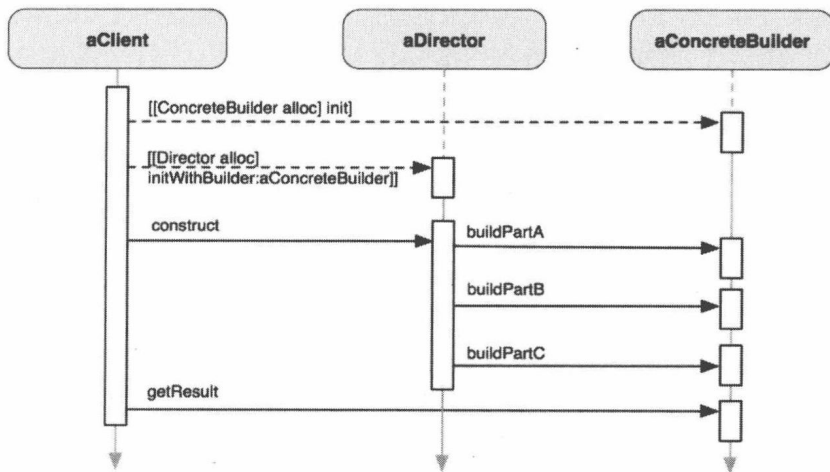 aClient
aDirector
aConcreteBuilder
[[ConcreteBuilder alloc] init]
[[Director alloc]
initWithBuilder:aConcreteBuilder]]
construct
buildPartA
buildPartB
buildPartC
getResult